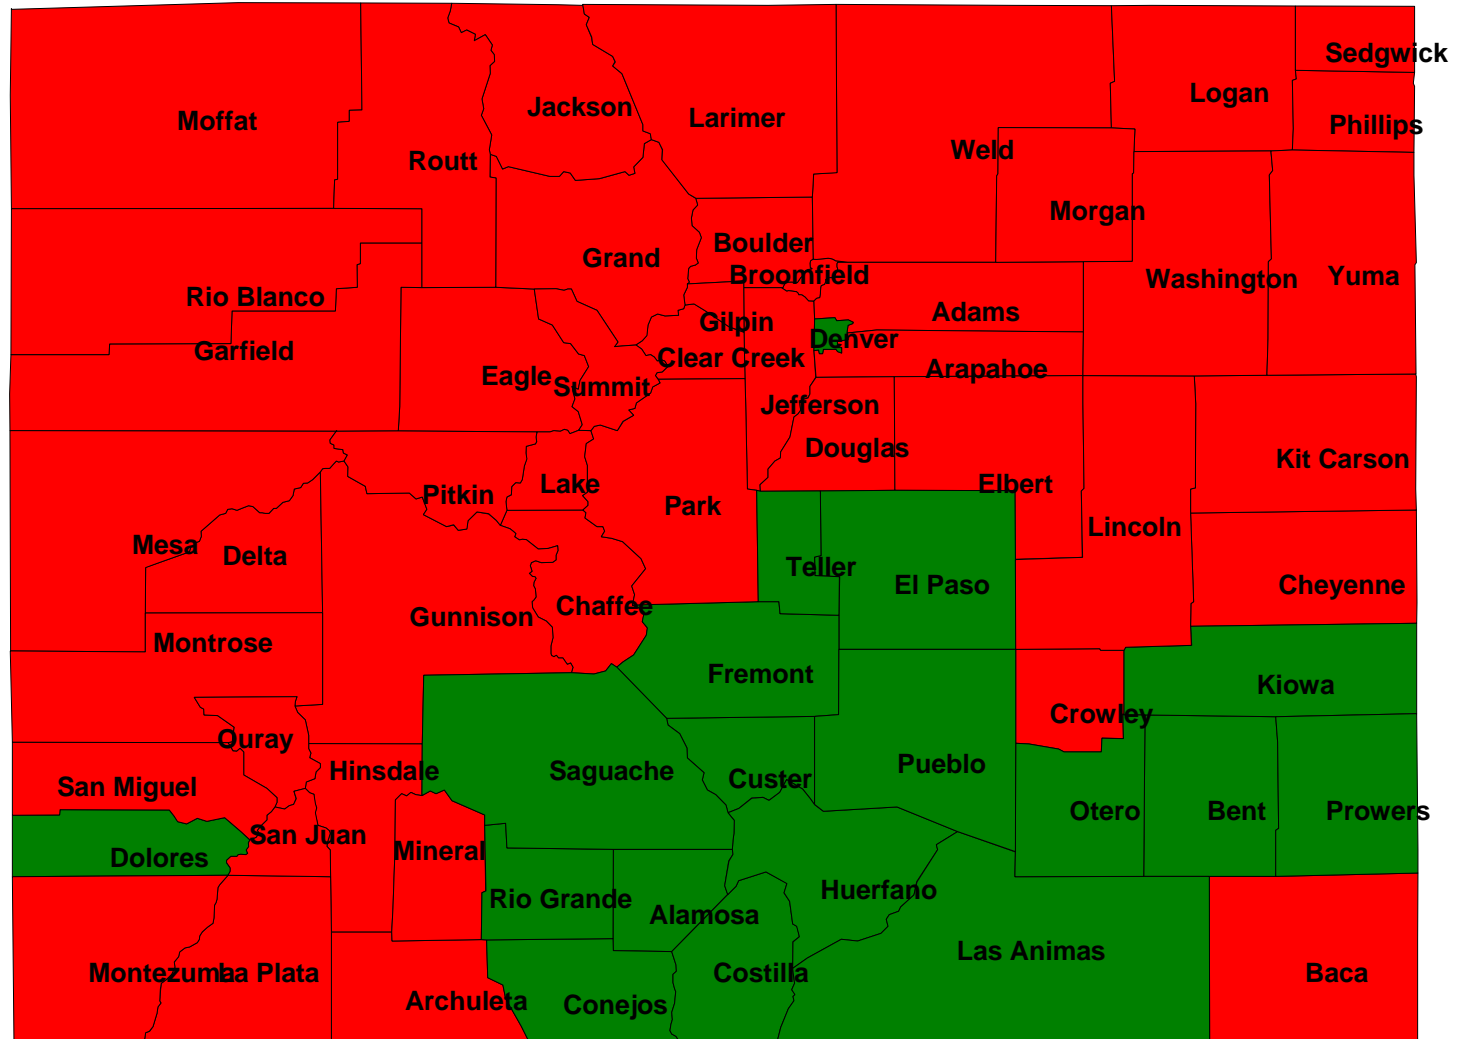 Sedgwick
Logan
Jackson
Larimer
Moffat
Phillips
Weld
Routt
Morgan
Boulder
Grand
Broomfield
Washington
Yuma
Rio Blanco
Adams
Gilpin
Denver
Garfield
Clear Creek
Arapahoe
Eagle
Summit
Jefferson
Douglas
Kit Carson
Lake
Elbert
Pitkin
Park
Lincoln
Mesa
Delta
Teller
El Paso
Cheyenne
Chaffee
Gunnison
Montrose
Fremont
Kiowa
Crowley
Ouray
Pueblo
Hinsdale
Saguache
Custer
San Miguel
Otero
Bent
Prowers
San Juan
Mineral
Dolores
Huerfano
Rio Grande
Alamosa
Las Animas
Montezuma
La Plata
Costilla
Baca
Archuleta
Conejos